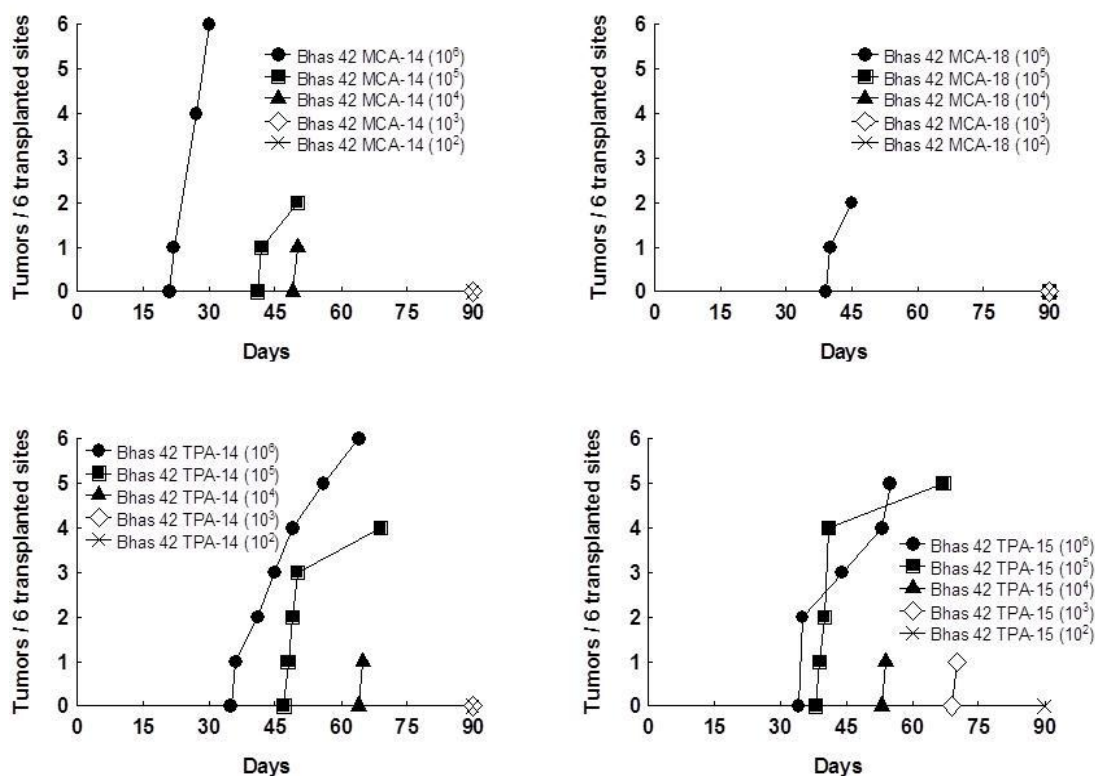 Tumors / 6 transplanted sites
6
5
4
3
2
1
0
Bhas 42 MCA-14 (10⁶)
Bhas 42 MCA-14 (10⁵)
Bhas 42 MCA-14 (10⁴)
Bhas 42 MCA-14 (10³)
Bhas 42 MCA-14 (10²)
0 15 30 45 60 75 90
Days
Tumors / 6 transplanted sites
6
5
4
3
2
1
0
Bhas 42 MCA-18 (10⁶)
Bhas 42 MCA-18 (10⁵)
Bhas 42 MCA-18 (10⁴)
Bhas 42 MCA-18 (10³)
Bhas 42 MCA-18 (10²)
0 15 30 45 60 75 90
Days
Tumors / 6 transplanted sites
6
5
4
3
2
1
0
Bhas 42 TPA-14 (10⁶)
Bhas 42 TPA-14 (10⁵)
Bhas 42 TPA-14 (10⁴)
Bhas 42 TPA-14 (10³)
Bhas 42 TPA-14 (10²)
0 15 30 45 60 75 90
Days
Tumors / 6 transplanted sites
6
5
4
3
2
1
0
Bhas 42 TPA-15 (10⁶)
Bhas 42 TPA-15 (10⁵)
Bhas 42 TPA-15 (10⁴)
Bhas 42 TPA-15 (10³)
Bhas 42 TPA-15 (10²)
0 15 30 45 60 75 90
Days